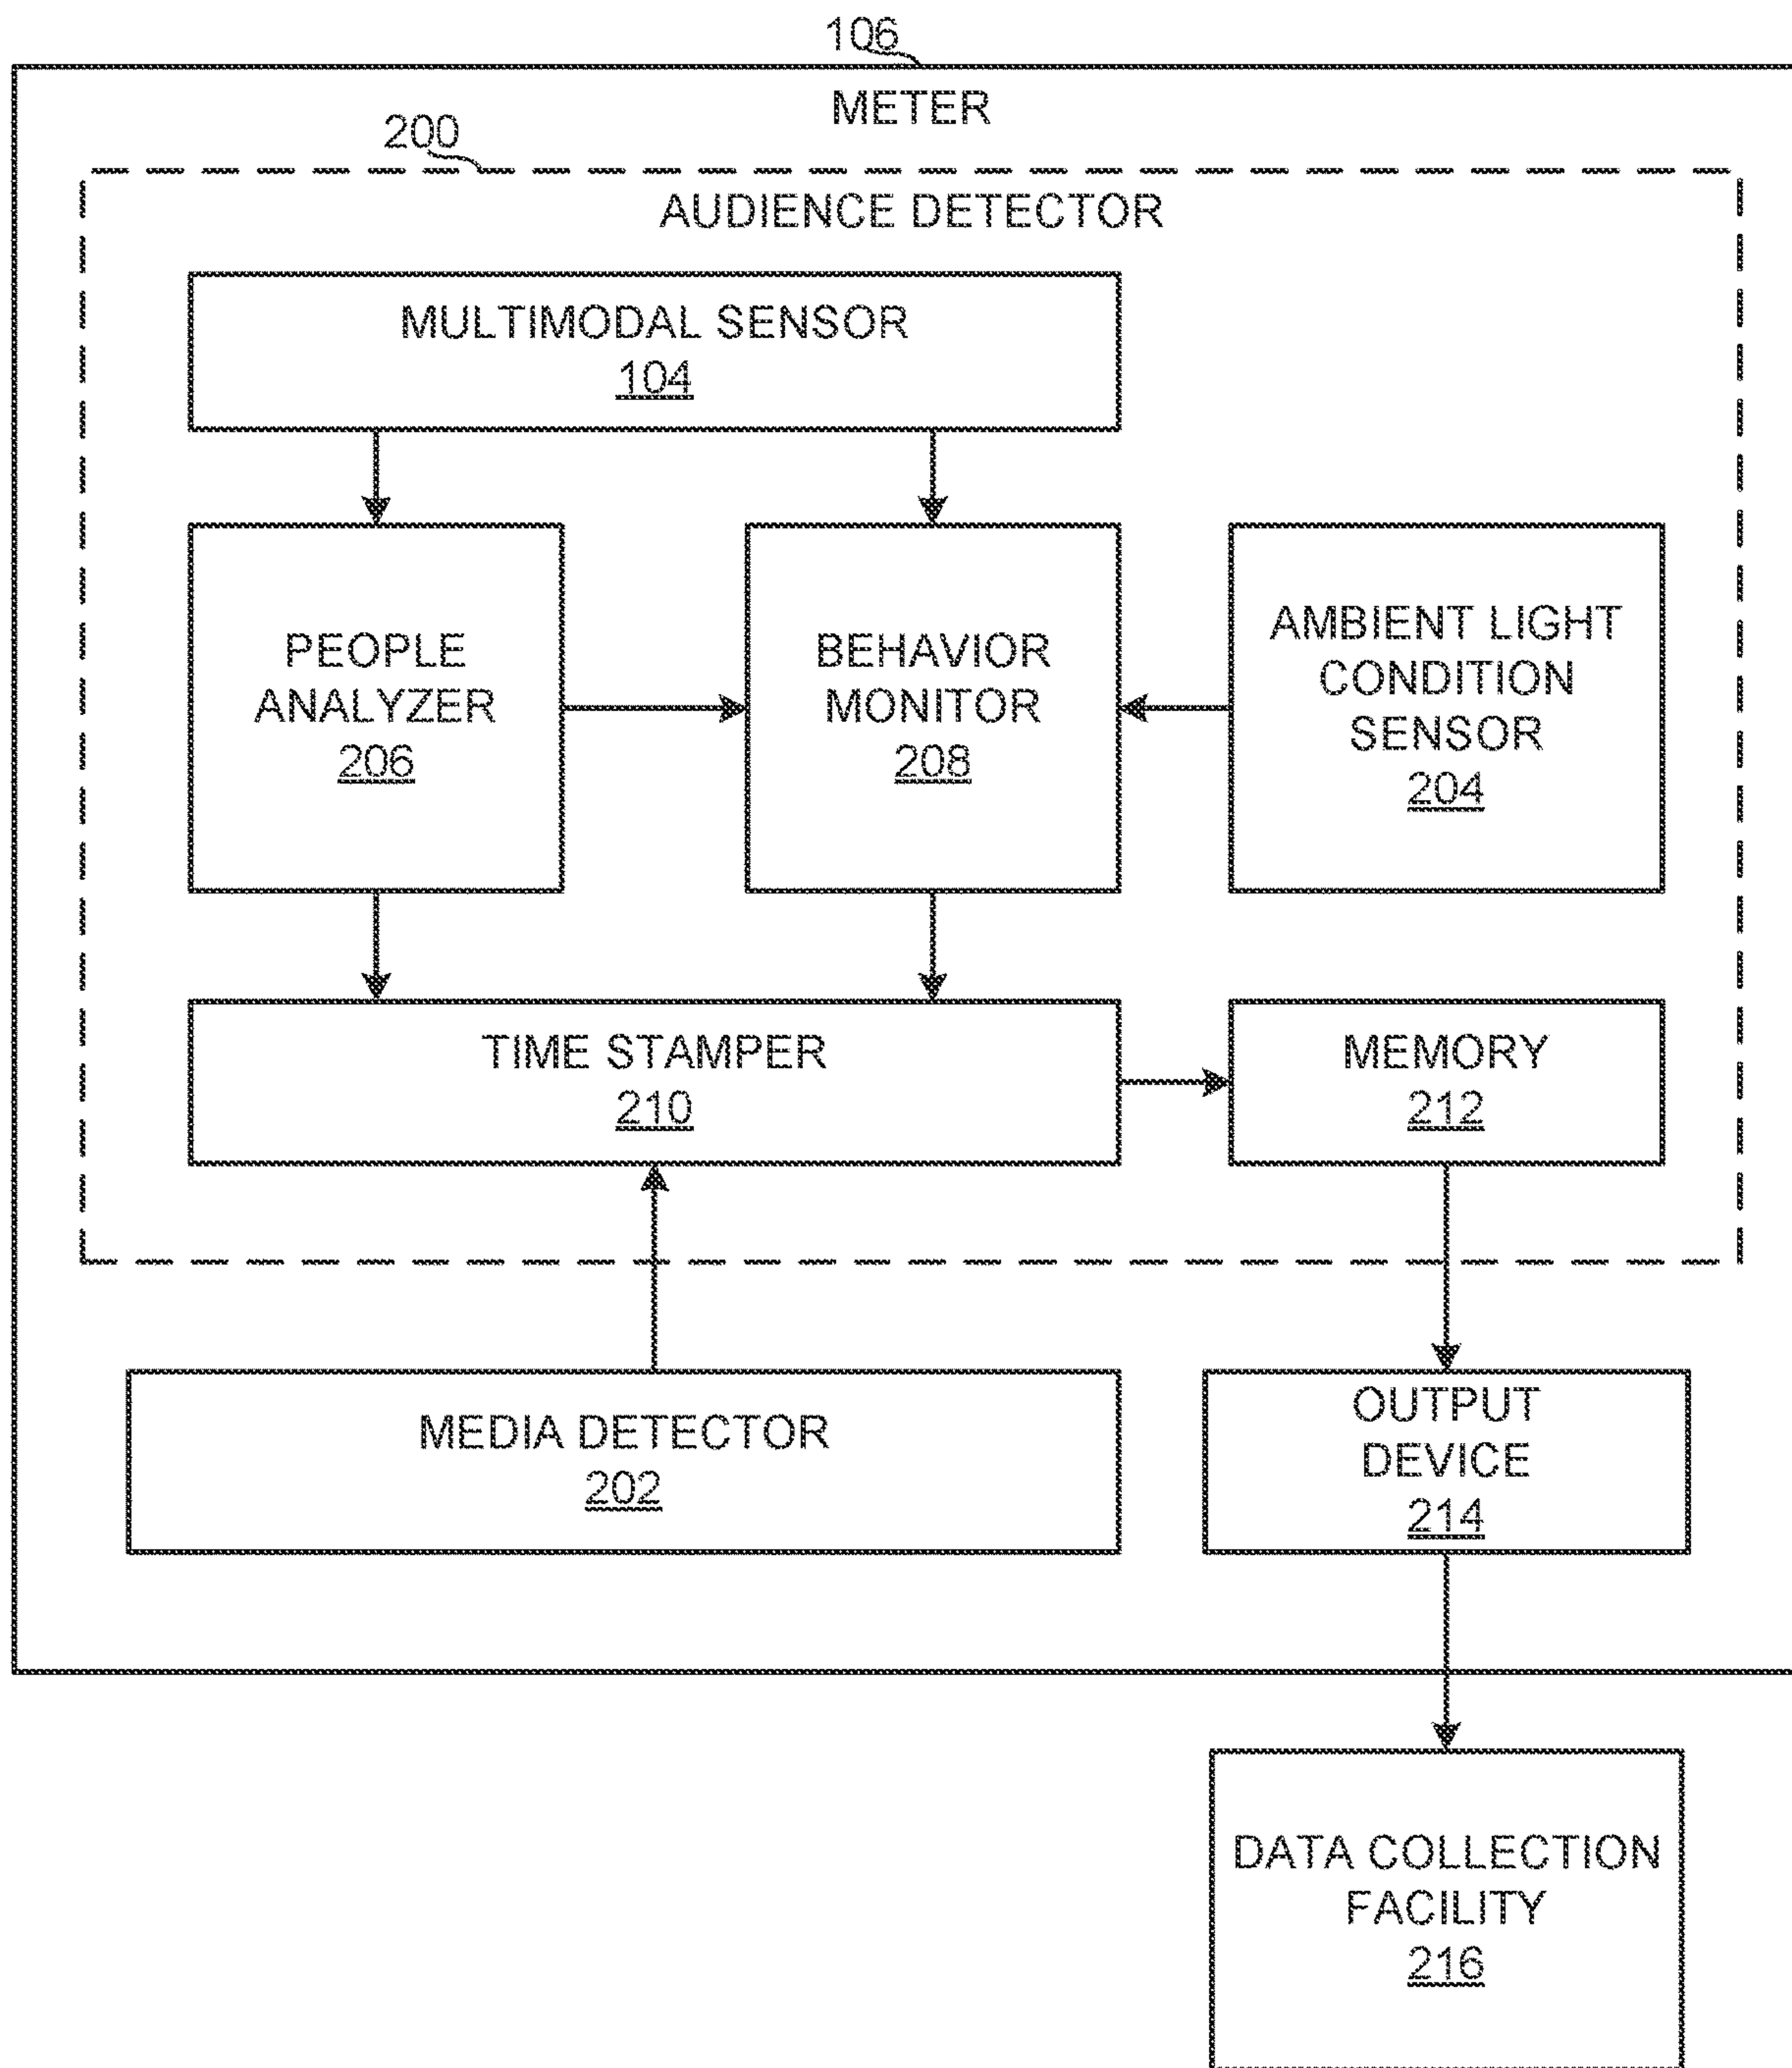 106
METER
200
AUDIENCE DETECTOR
MULTIMODAL SENSOR
104
PEOPLE
ANALYZER
206
BEHAVIOR
MONITOR
208
AMBIENT LIGHT
CONDITION
SENSOR
204
TIME STAMPER
210
MEMORY
212
MEDIA DETECTOR
202
OUTPUT
DEVICE
214
DATA COLLECTION
FACILITY
216